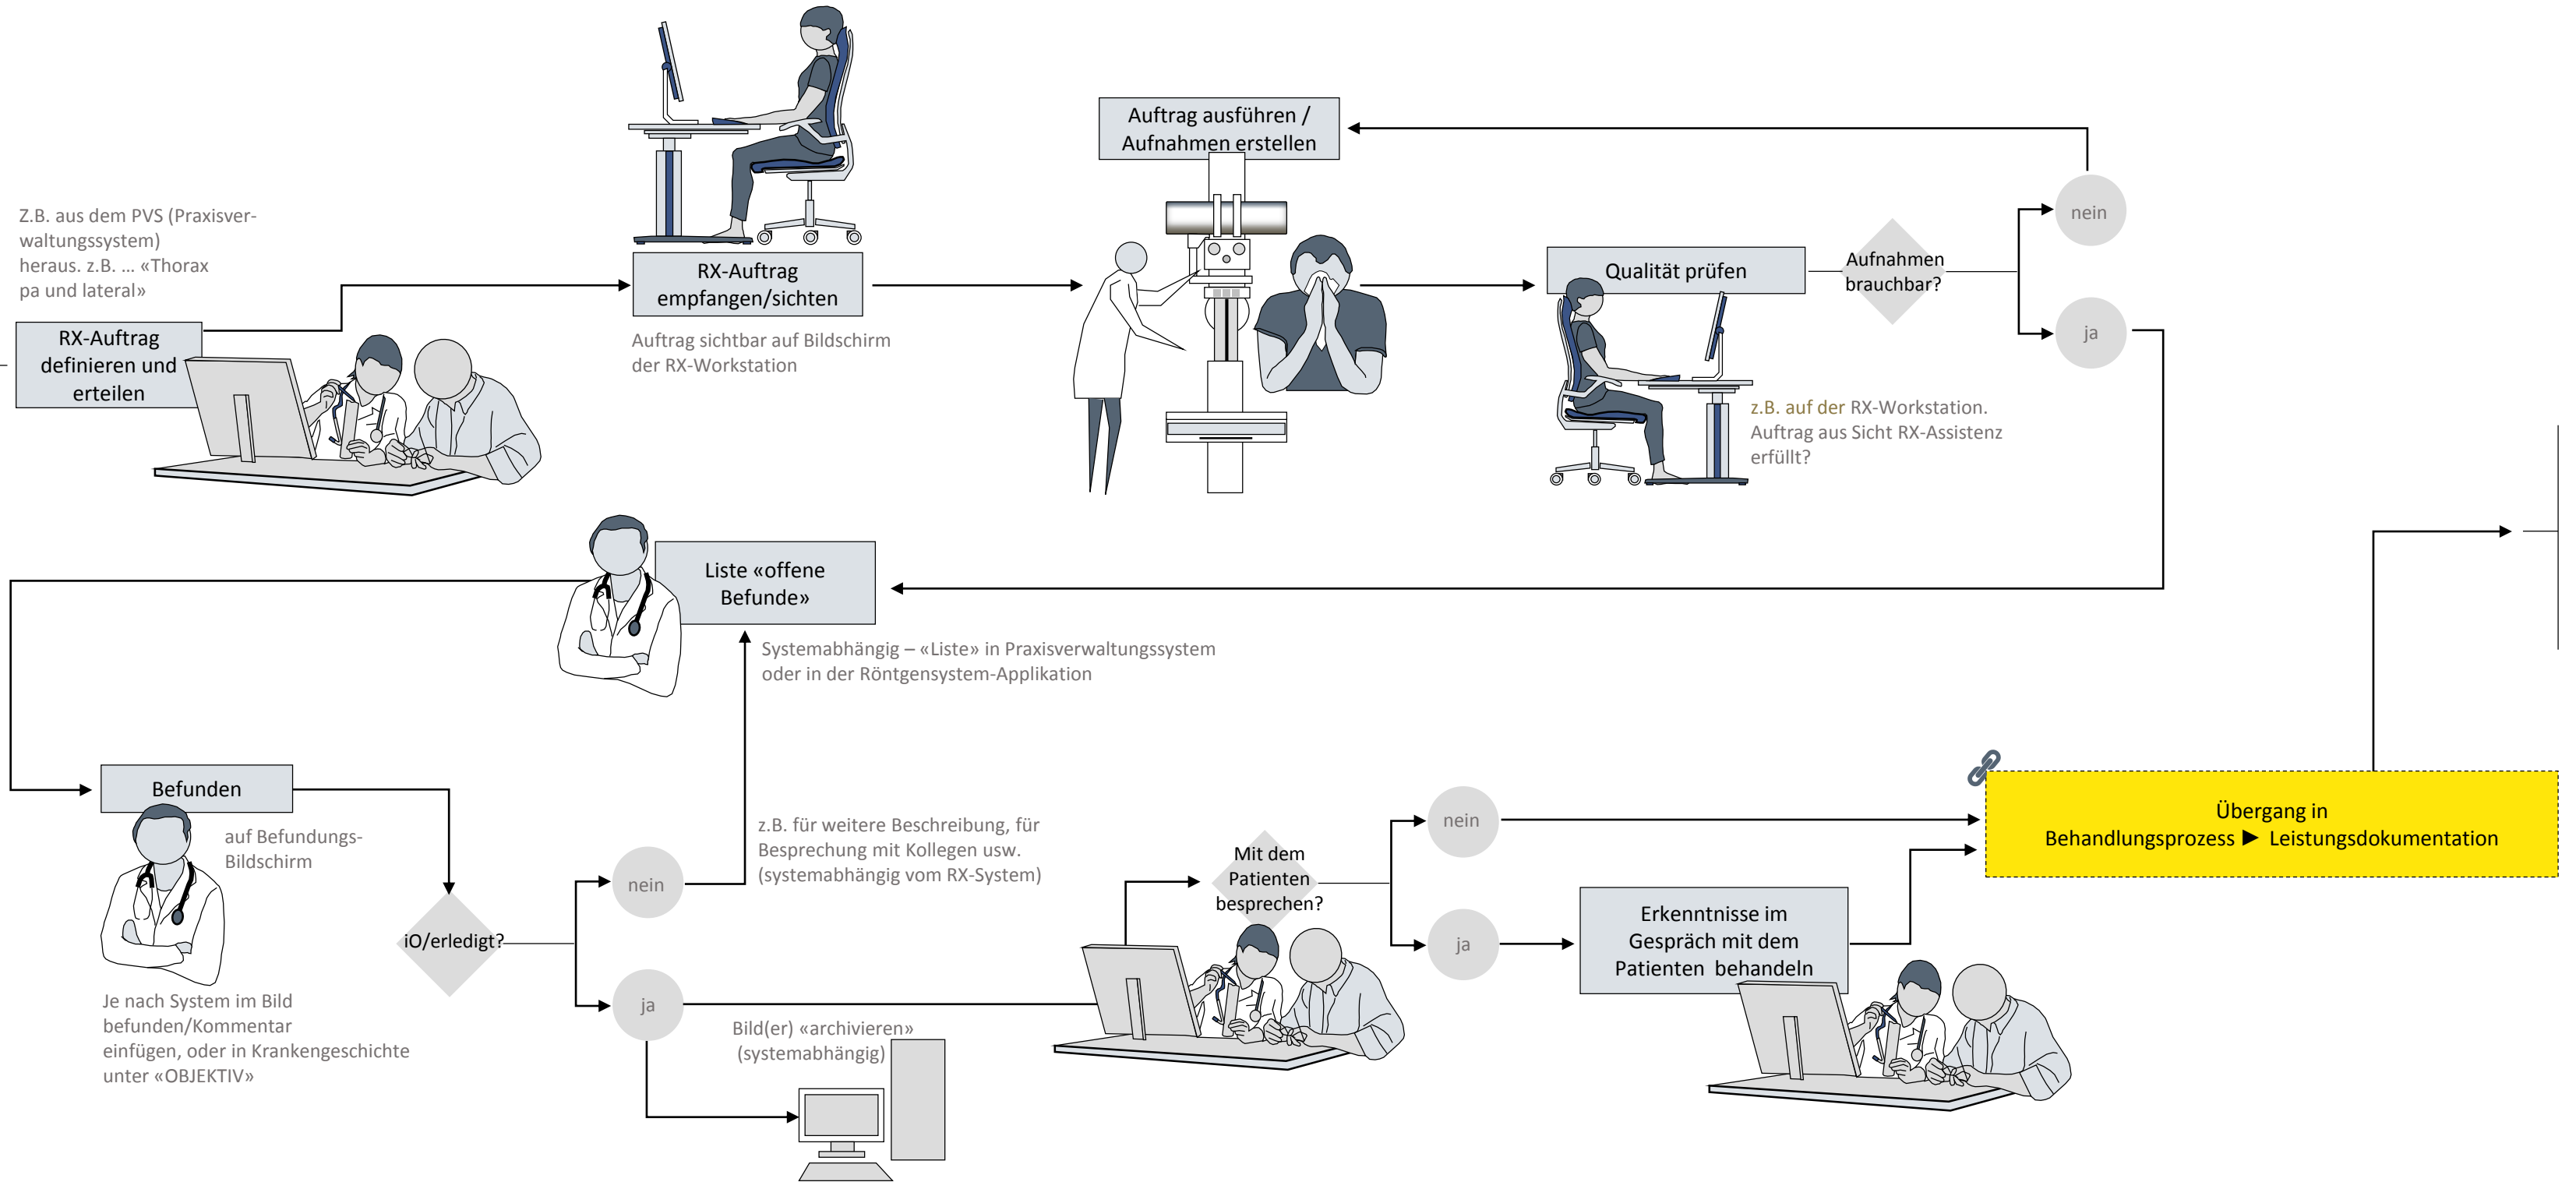 Z.B. aus dem PVS (Praxisver-
waltungssystem)
heraus. z.B. … «Thorax
pa und lateral»
RX-Auftrag
definieren und
erteilen
RX-Auftrag
empfangen/sichten
Auftrag sichtbar auf Bildschirm
der RX-Workstation
Auftrag ausführen /
Aufnahmen erstellen
Qualität prüfen
z.B. auf der RX-Workstation.
Auftrag aus Sicht RX-Assistenz
erfüllt?
Aufnahmen
brauchbar?
nein
ja
Liste «offene
Befunde»
Systemabhängig – «Liste» in Praxisverwaltungssystem
oder in der Röntgensystem-Applikation
Befunden
auf Befundungs-
Bildschirm
Je nach System im Bild
befunden/Kommentar
einfügen, oder in Krankengeschichte
unter «OBJEKTIV»
iO/erledigt?
nein
z.B. für weitere Beschreibung, für
Besprechung mit Kollegen usw.
(systemabhängig vom RX-System)
ja
Bild(er) «archivieren»
(systemabhängig)
Mit dem
Patienten
besprechen?
nein
ja
Erkenntnisse im
Gespräch mit dem
Patienten behandeln
Übergang in
Behandlungsprozess ► Leistungsdokumentation